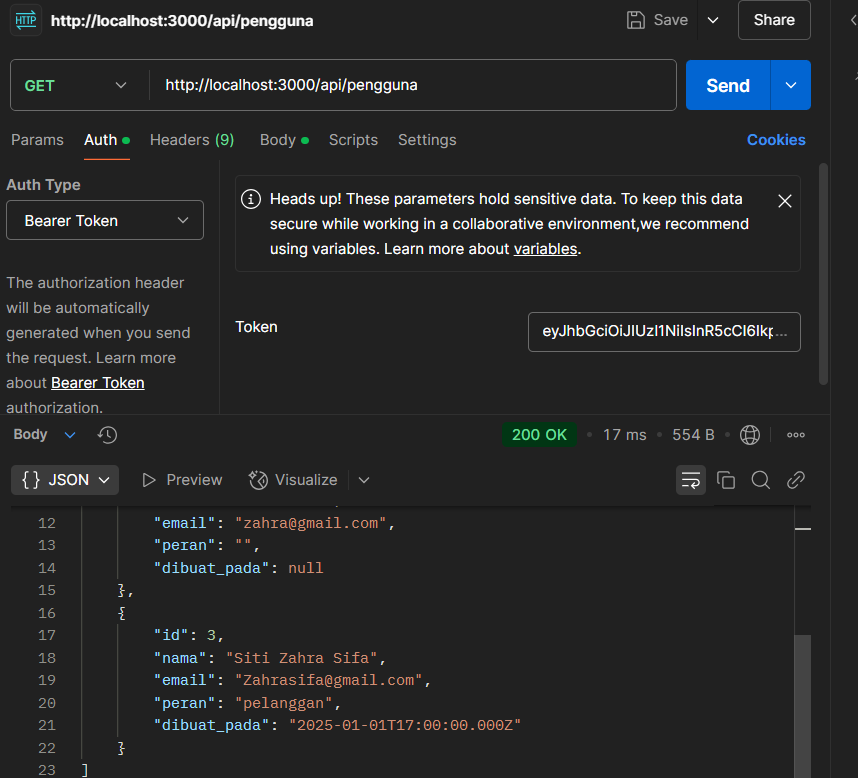 HTTP http://localhost:3000/api/pengguna Save Share
GET http://localhost:3000/api/pengguna Send
Params Auth Headers (9) Body Scripts Settings Cookies
Auth Type
Bearer Token
The authorization header
will be automatically
generated when you send
the request. Learn more
about Bearer Token
authorization.
Heads up! These parameters hold sensitive data. To keep this data
secure while working in a collaborative environment,we recommend
using variables. Learn more about variables.
Token
Body 200 OK • 17 ms • 554 B •
{} JSON Preview Visualize
12 "email": "zahra@gmail.com",
13 "peran": "",
14 "dibuat_pada": null
15 },
16 {
17 "id": 3,
18 "nama": "Siti Zahra Sifa",
19 "email": "Zahrasifa@gmail.com",
20 "peran": "pelanggan",
21 "dibuat_pada": "2025-01-01T17:00:00.000Z"
22 }
23 ]